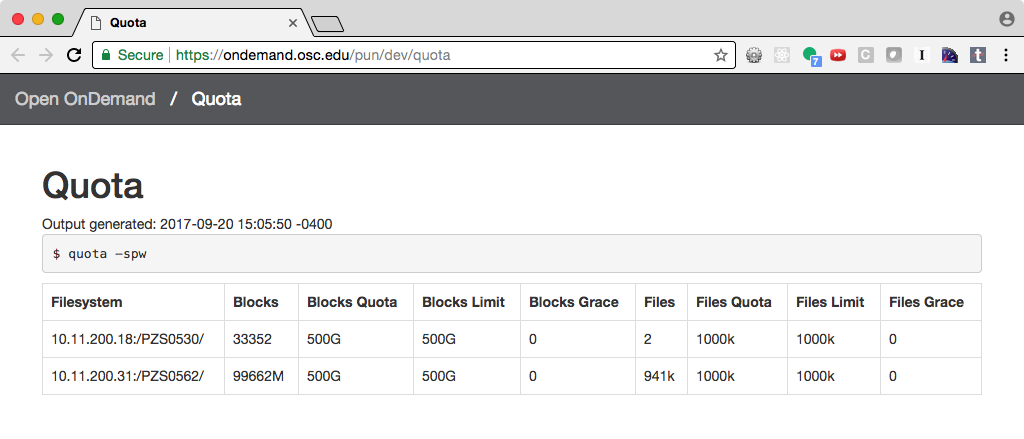 Quota
Secure https://ondemand.osc.edu/pun/dev/quota
7
C
I
t
Open OnDemand / Quota
Quota
Output generated: 2017-09-20 15:05:50 -0400
$ quota –spw
Filesystem Blocks Blocks Quota Blocks Limit Blocks Grace Files Files Quota Files Limit Files Grace
10.11.200.18:/PZS0530/ 33352 500G 500G 0 2 1000k 1000k 0
10.11.200.31:/PZS0562/ 99662M 500G 500G 0 941k 1000k 1000k 0